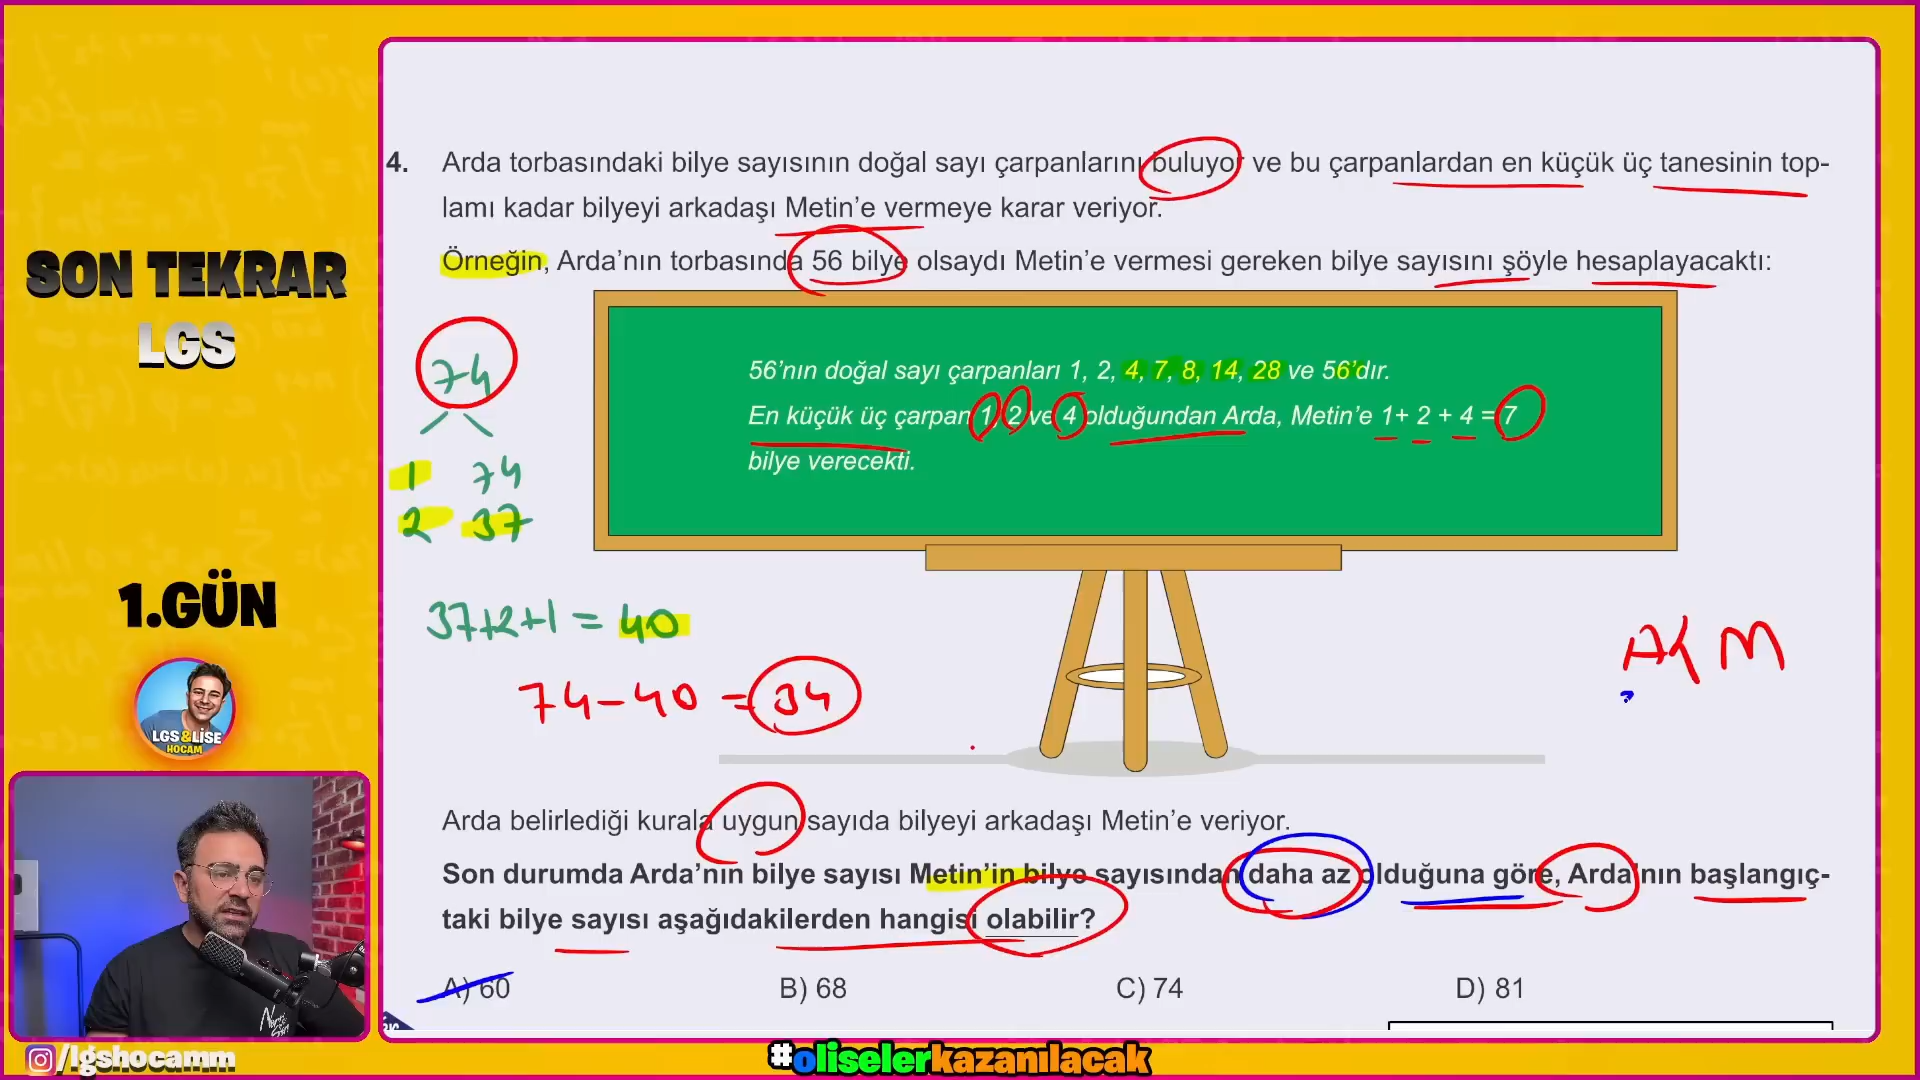 SON TEKRAR
LGS
1.GÜN
LGS&LİSE
HOCAM
/lgshocamm
4. Arda torbasındaki bilye sayısının doğal sayı çarpanlarını buluyor ve bu çarpanlardan en küçük üç tanesinin top-
lamı kadar bilyeyi arkadaşı Metin'e vermeye karar veriyor.
Örneğin, Arda'nın torbasında 56 bilye olsaydı Metin'e vermesi gereken bilye sayısını şöyle hesaplayacaktı:
56'nın doğal sayı çarpanları 1, 2, 4, 7, 8, 14, 28 ve 56'dır.
En küçük üç çarpan 1, 2 ve 4 olduğundan Arda, Metin'e 1+ 2 + 4 = 7
bilye verecekti.
74
1 74
2 37
37+2+1 = 40
74-40 = 34
A< M
Arda belirlediği kurala uygun sayıda bilyeyi arkadaşı Metin'e veriyor.
Son durumda Arda'nın bilye sayısı Metin'in bilye sayısından daha az olduğuna göre, Arda'nın başlangıç-
taki bilye sayısı aşağıdakilerden hangisi olabilir?
A) 60 B) 68 C) 74 D) 81
#oliselerkazanılacak